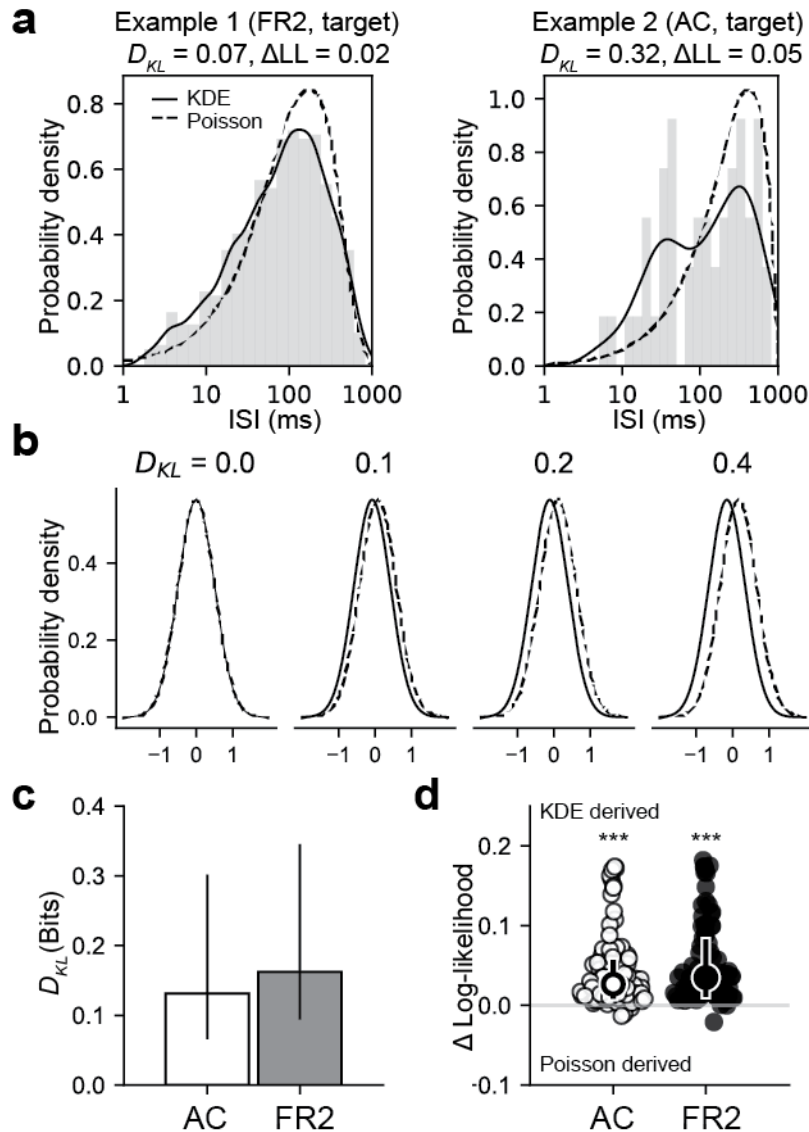 a
Example 1 (FR2, target)
D_KL = 0.07, ΔLL = 0.02
KDE
Poisson
Probability density
0.8
0.6
0.4
0.2
0.0
1 10 100 1000
ISI (ms)
Example 2 (AC, target)
D_KL = 0.32, ΔLL = 0.05
Probability density
1.0
0.8
0.6
0.4
0.2
0.0
1 10 100 1000
ISI (ms)
b
D_KL = 0.0 0.1 0.2 0.4
Probability density
0.4
0.2
0.0
−1 0 1 −1 0 1 −1 0 1 −1 0 1
c
D_KL (Bits)
0.4
0.3
0.2
0.1
0.0
AC FR2
d
KDE derived
*** ***
Δ Log-likelihood
0.2
0.1
0.0
-0.1
Poisson derived
AC FR2